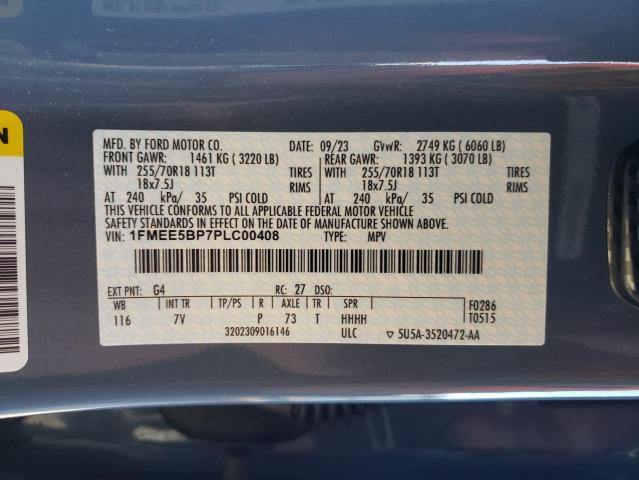 N
MFD. BY FORD MOTOR CO. DATE: 09/23 GVWR: 2749 KG ( 6060 LB)
FRONT GAWR: 1461 KG ( 3220 LB) REAR GAWR: 1393 KG ( 3070 LB)
WITH 255/70R18 113T TIRES WITH 255/70R18 113T TIRES
18x7.5J RIMS 18x7.5J RIMS
AT 240 kPa/ 35 PSI COLD AT 240 kPa/ 35 PSI COLD
THIS VEHICLE CONFORMS TO ALL APPLICABLE FEDERAL MOTOR VEHICLE
SAFETY STANDARDS IN EFFECT ON THE DATE OF MANUFACTURE SHOWN ABOVE.
VIN: 1FMEE5BP7PLC00408 TYPE: MPV
EXT PNT: G4 RC: 27 DSO:
WB INT TR TP/PS R AXLE TR SPR F0286
116 7V P 73 T HHHH T0515
3202309016146 ULC ▽ 5U5A-3520472-AA